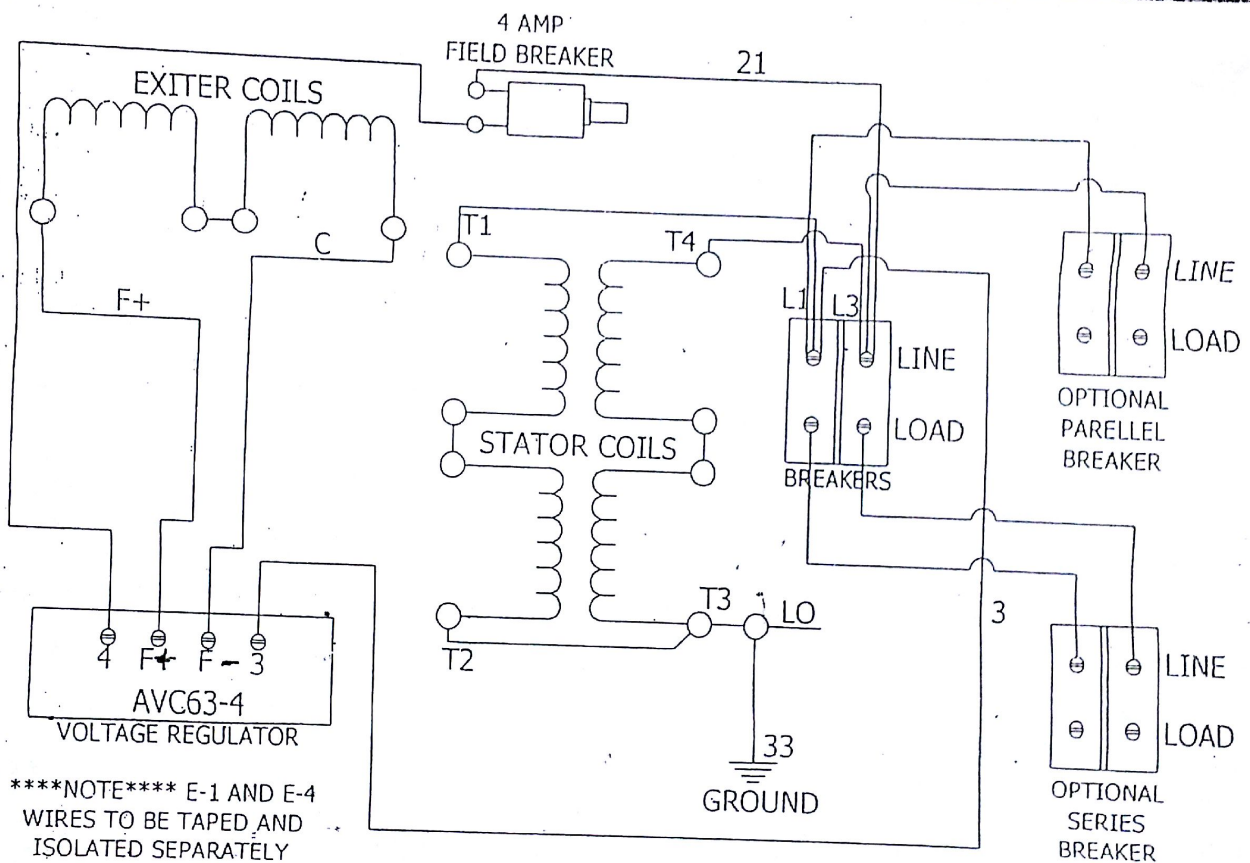 4 AMP
FIELD BREAKER
21
EXITER COILS
T1
T4
C
F+
L1
L3
LINE
LINE
LOAD
LOAD
STATOR COILS
BREAKERS
OPTIONAL
PARELLEL
BREAKER
T3
LO
3
T2
4 F+ F- 3
AVC63-4
VOLTAGE REGULATOR
LINE
LOAD
33
GROUND
****NOTE**** E-1 AND E-4
WIRES TO BE TAPED AND
ISOLATED SEPARATELY
OPTIONAL
SERIES
BREAKER